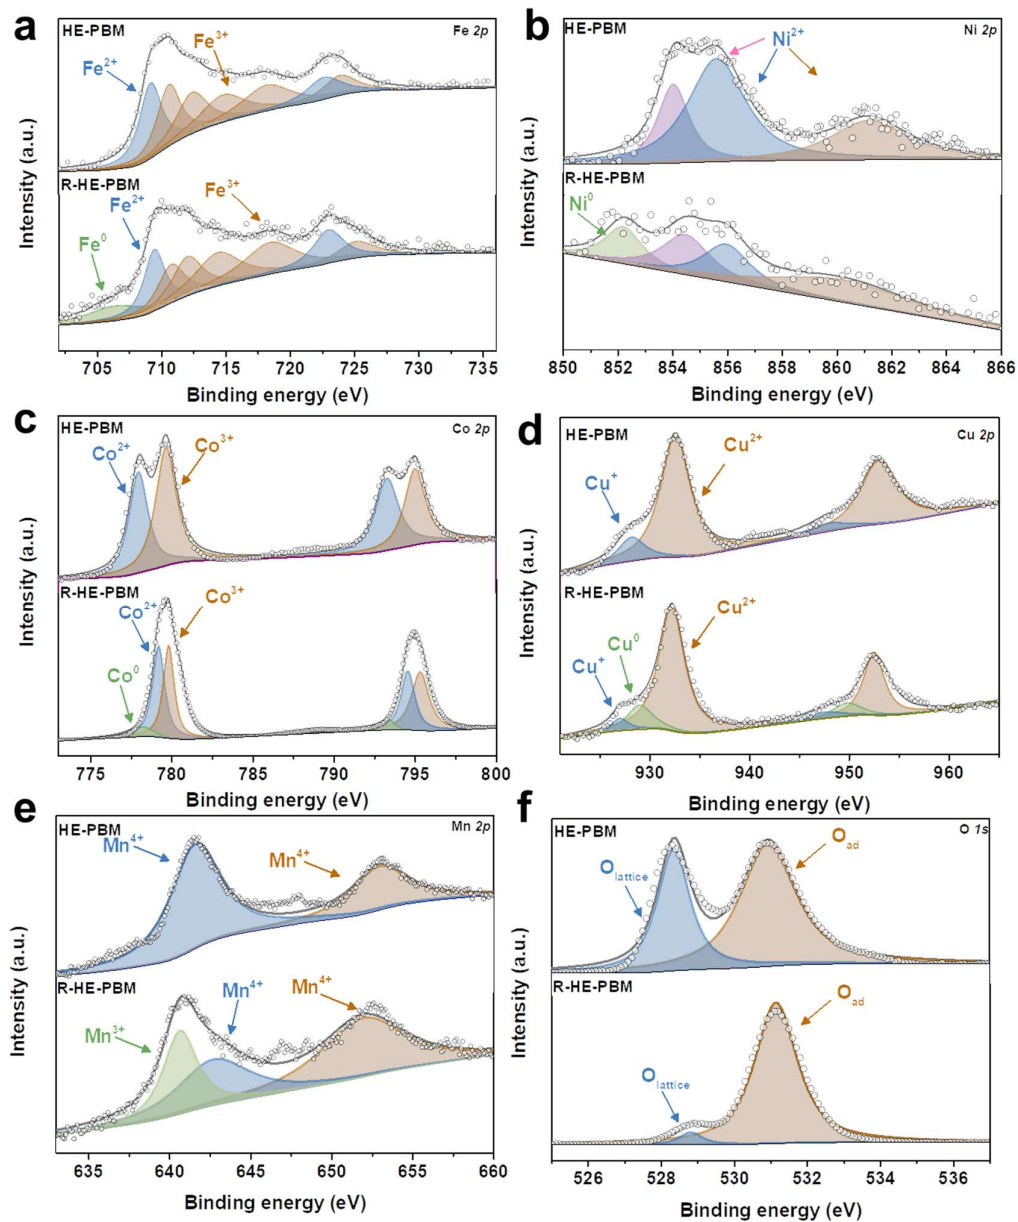 a
HE-PBM
Fe 2p
Fe3+
Fe2+
R-HE-PBM
Fe3+
Fe2+
Fe0
Intensity (a.u.)
705 710 715 720 725 730 735
Binding energy (eV)
b
HE-PBM
Ni 2p
Ni2+
R-HE-PBM
Ni0
Intensity (a.u.)
850 852 854 856 858 860 862 864 866
Binding energy (eV)
c
HE-PBM
Co 2p
Co2+
Co3+
R-HE-PBM
Co2+
Co3+
Co0
Intensity (a.u.)
775 780 785 790 795 800
Binding energy (eV)
d
HE-PBM
Cu 2p
Cu2+
Cu+
R-HE-PBM
Cu2+
Cu0
Cu+
Intensity (a.u.)
930 940 950 960
Binding energy (eV)
e
HE-PBM
Mn 2p
Mn4+
Mn4+
R-HE-PBM
Mn4+
Mn4+
Mn3+
Intensity (a.u.)
635 640 645 650 655 660
Binding energy (eV)
f
HE-PBM
O 1s
Oad
Olattice
R-HE-PBM
Oad
Olattice
Intensity (a.u.)
526 528 530 532 534 536
Binding energy (eV)